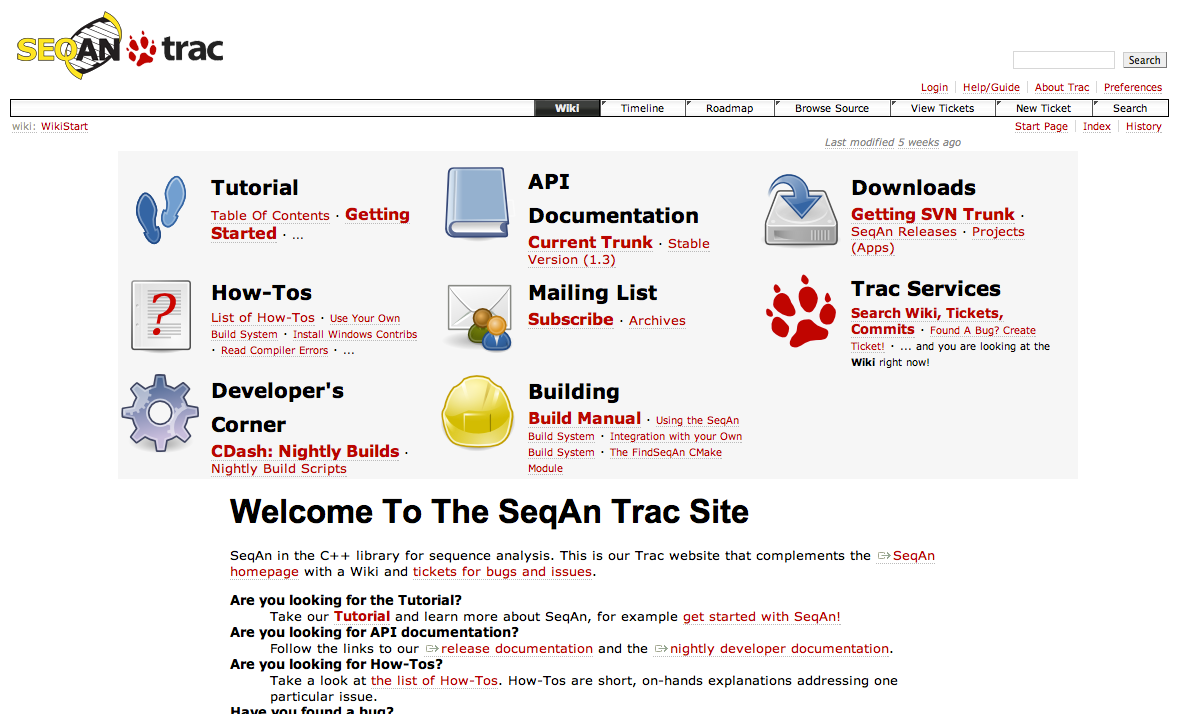 SEQAN trac
Search
Login Help/Guide About Trac Preferences
Wiki Timeline Roadmap Browse Source View Tickets New Ticket Search
wiki: WikiStart
Start Page Index History
Last modified 5 weeks ago
Tutorial
Table Of Contents · Getting
Started · ...
API
Documentation
Current Trunk · Stable
Version (1.3)
Downloads
Getting SVN Trunk ·
SeqAn Releases · Projects
(Apps)
How-Tos
List of How-Tos · Use Your Own
Build System · Install Windows Contribs
· Read Compiler Errors · ...
Mailing List
Subscribe · Archives
Trac Services
Search Wiki, Tickets,
Commits · Found A Bug? Create
Ticket! · ... and you are looking at the
Wiki right now!
Developer's
Corner
CDash: Nightly Builds ·
Nightly Build Scripts
Building
Build Manual · Using the SeqAn
Build System · Integration with your Own
Build System · The FindSeqAn CMake
Module
Welcome To The SeqAn Trac Site
SeqAn in the C++ library for sequence analysis. This is our Trac website that complements the SeqAn
homepage with a Wiki and tickets for bugs and issues.
Are you looking for the Tutorial?
Take our Tutorial and learn more about SeqAn, for example get started with SeqAn!
Are you looking for API documentation?
Follow the links to our release documentation and the nightly developer documentation.
Are you looking for How-Tos?
Take a look at the list of How-Tos. How-Tos are short, on-hands explanations addressing one
particular issue.
Have you found a bug?